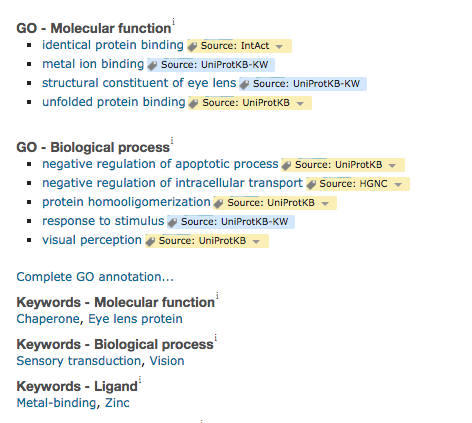 GO - Molecular function i
▪ identical protein binding Source: IntAct
▪ metal ion binding Source: UniProtKB-KW
▪ structural constituent of eye lens Source: UniProtKB-KW
▪ unfolded protein binding Source: UniProtKB
GO - Biological process i
▪ negative regulation of apoptotic process Source: UniProtKB
▪ negative regulation of intracellular transport Source: HGNC
▪ protein homooligomerization Source: UniProtKB
▪ response to stimulus Source: UniProtKB-KW
▪ visual perception Source: UniProtKB
Complete GO annotation...
Keywords - Molecular function i
Chaperone, Eye lens protein
Keywords - Biological process i
Sensory transduction, Vision
Keywords - Ligand i
Metal-binding, Zinc